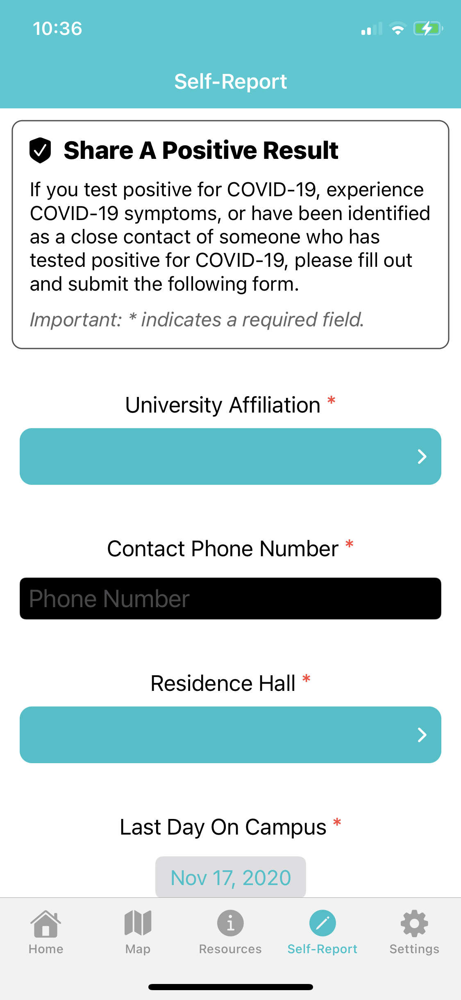 10:36
Self-Report
Share A Positive Result
If you test positive for COVID-19, experience
COVID-19 symptoms, or have been identified
as a close contact of someone who has
tested positive for COVID-19, please fill out
and submit the following form.
Important: * indicates a required field.
University Affiliation *
Contact Phone Number *
Phone Number
Residence Hall *
Last Day On Campus *
Nov 17, 2020
Home Map Resources Self-Report Settings